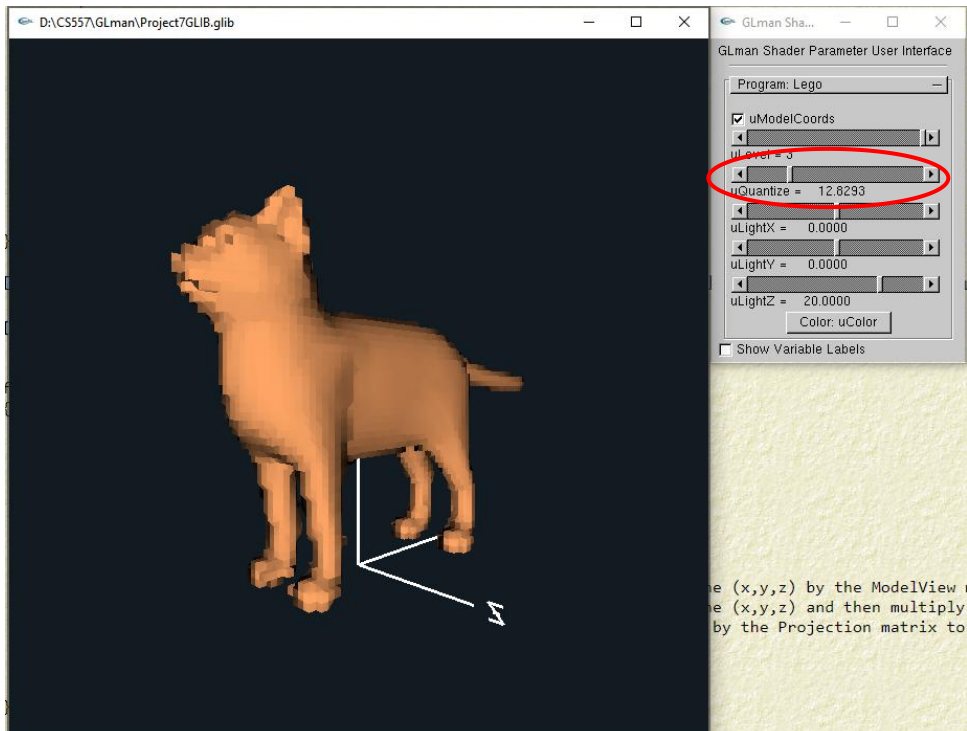 D:\CS557\GLman\Project7GLIB.glib
GLman Sha...
GLman Shader Parameter User Interface
Program: Lego
uModelCoords
uLevel = 3
uQuantize = 12.8293
uLightX = 0.0000
uLightY = 0.0000
uLightZ = 20.0000
Color: uColor
Show Variable Labels
(x,y,z) by the ModelView
(x,y,z) and then multiply
by the Projection matrix to
Z